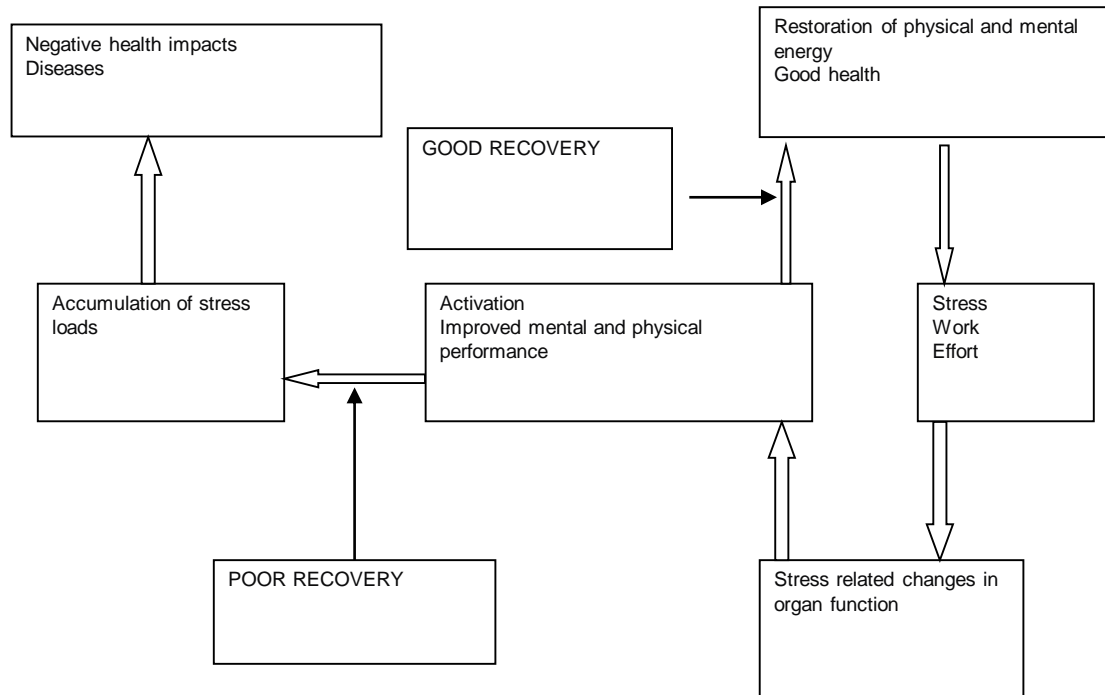 Negative health impacts
Diseases
Restoration of physical and mental
energy
Good health
GOOD RECOVERY
Accumulation of stress
loads
Activation
Improved mental and physical
performance
Stress
Work
Effort
POOR RECOVERY
Stress related changes in
organ function